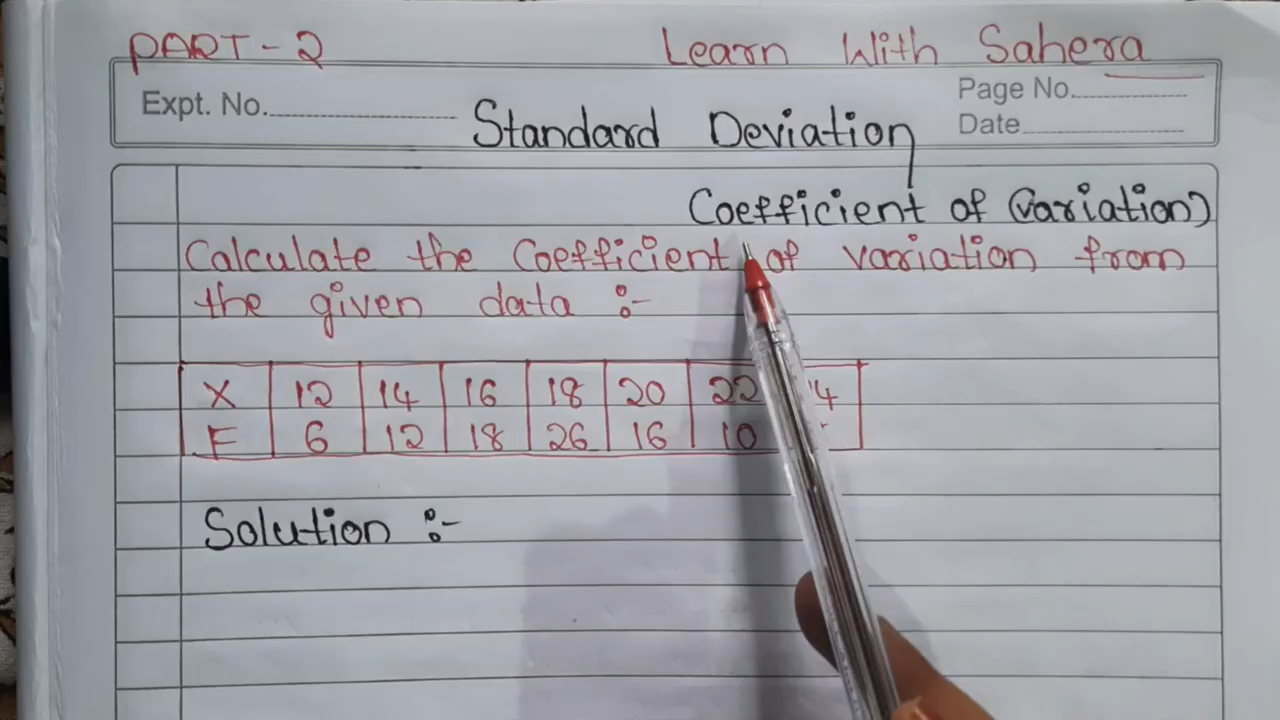 PART-2 Learn With Sahera
Expt. No. Page No.
Standard Deviation
Date
Coefficient of Variation)
Calculate the Coefficient of variation from
the given data :-
X 12 14 16 18 20 22
F 6 12 18 26 16 10
Solution :-